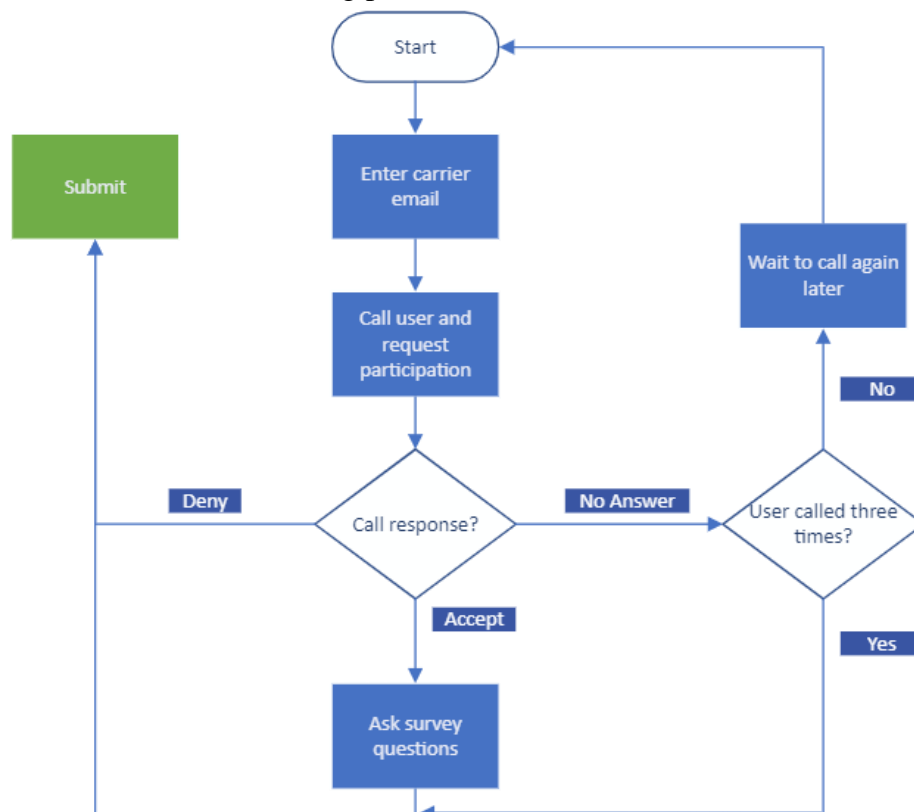 Start
Submit
Enter carrier
email
Wait to call again
later
Call user and
request
participation
No
Deny
No Answer
Call response?
User called three
times?
Accept
Yes
Ask survey
questions